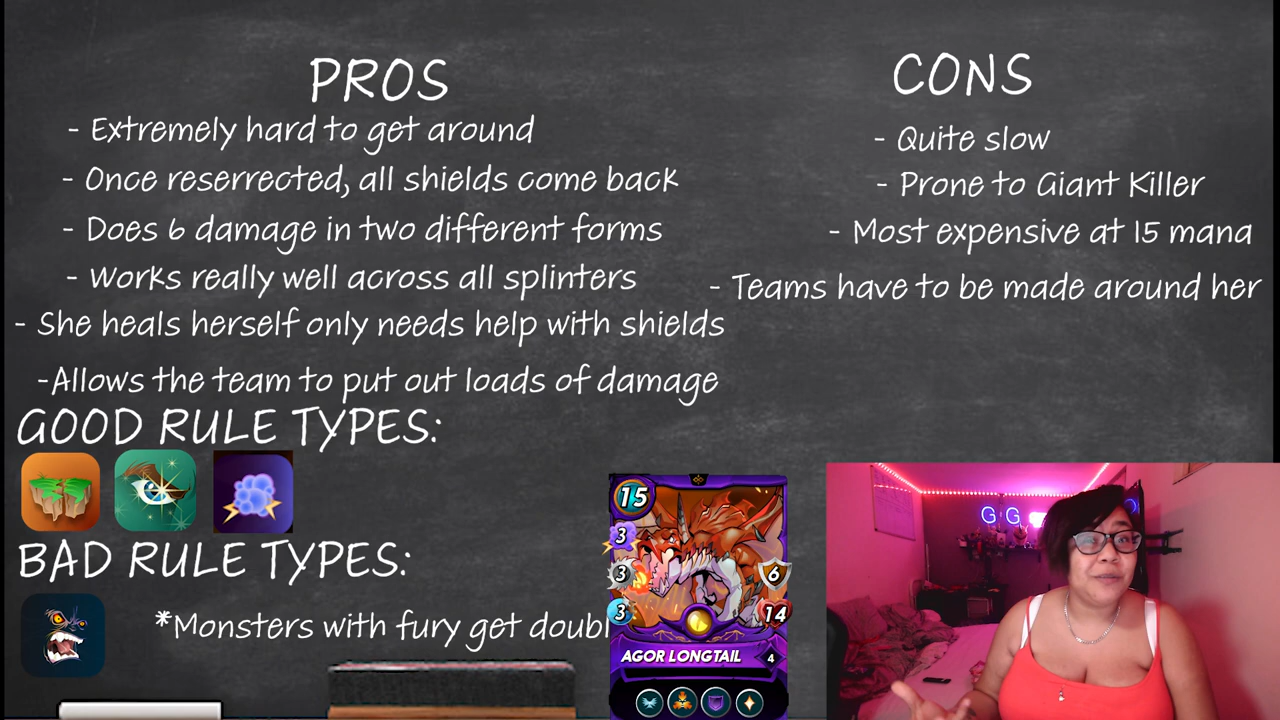 PROS
- Extremely hard to get around
- Once reserrected, all shields come back
- Does 6 damage in two different forms
- Works really well across all splinters
- She heals herself only needs help with shields
-Allows the team to put out loads of damage
CONS
- Quite slow
- Prone to Giant Killer
- Most expensive at 15 mana
- Teams have to be made around her
GOOD RULE TYPES:
BAD RULE TYPES:
*Monsters with fury get doubl
15
3
3
6
3
14
AGOR LONGTAIL 4
G G